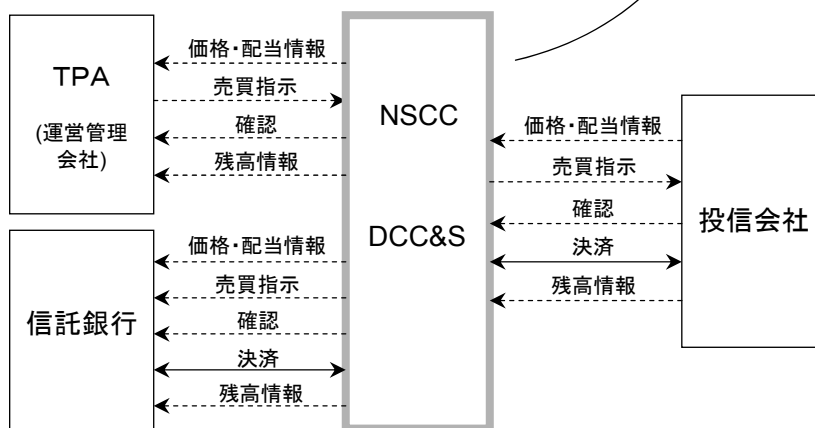 TPA
(運営管理
会社)
価格・配当情報
売買指示
確認
残高情報
信託銀行
価格・配当情報
売買指示
確認
決済
残高情報
NSCC
DCC&S
価格・配当情報
売買指示
確認
決済
残高情報
投信会社